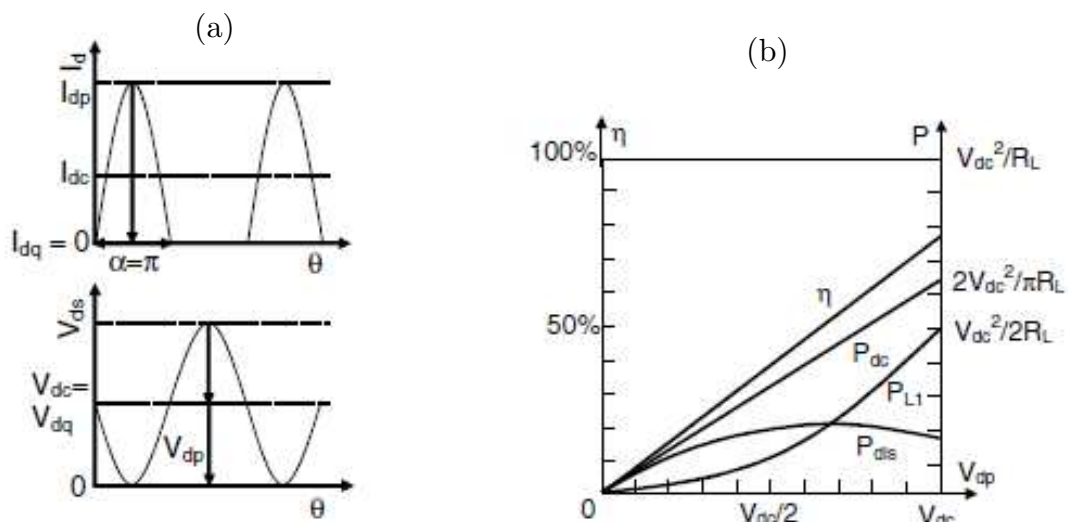 (a)
I_d
I_dp
I_dc
I_dq = 0
α=π
θ
V_ds
V_dc=
V_dq
V_dp
0
θ
(b)
η
P
100%
V_dc²/R_L
η
2V_dc²/πR_L
50%
V_dc²/2R_L
P_dc
P_L1
P_dis
V_dp
0
V_dc/2
V_dc